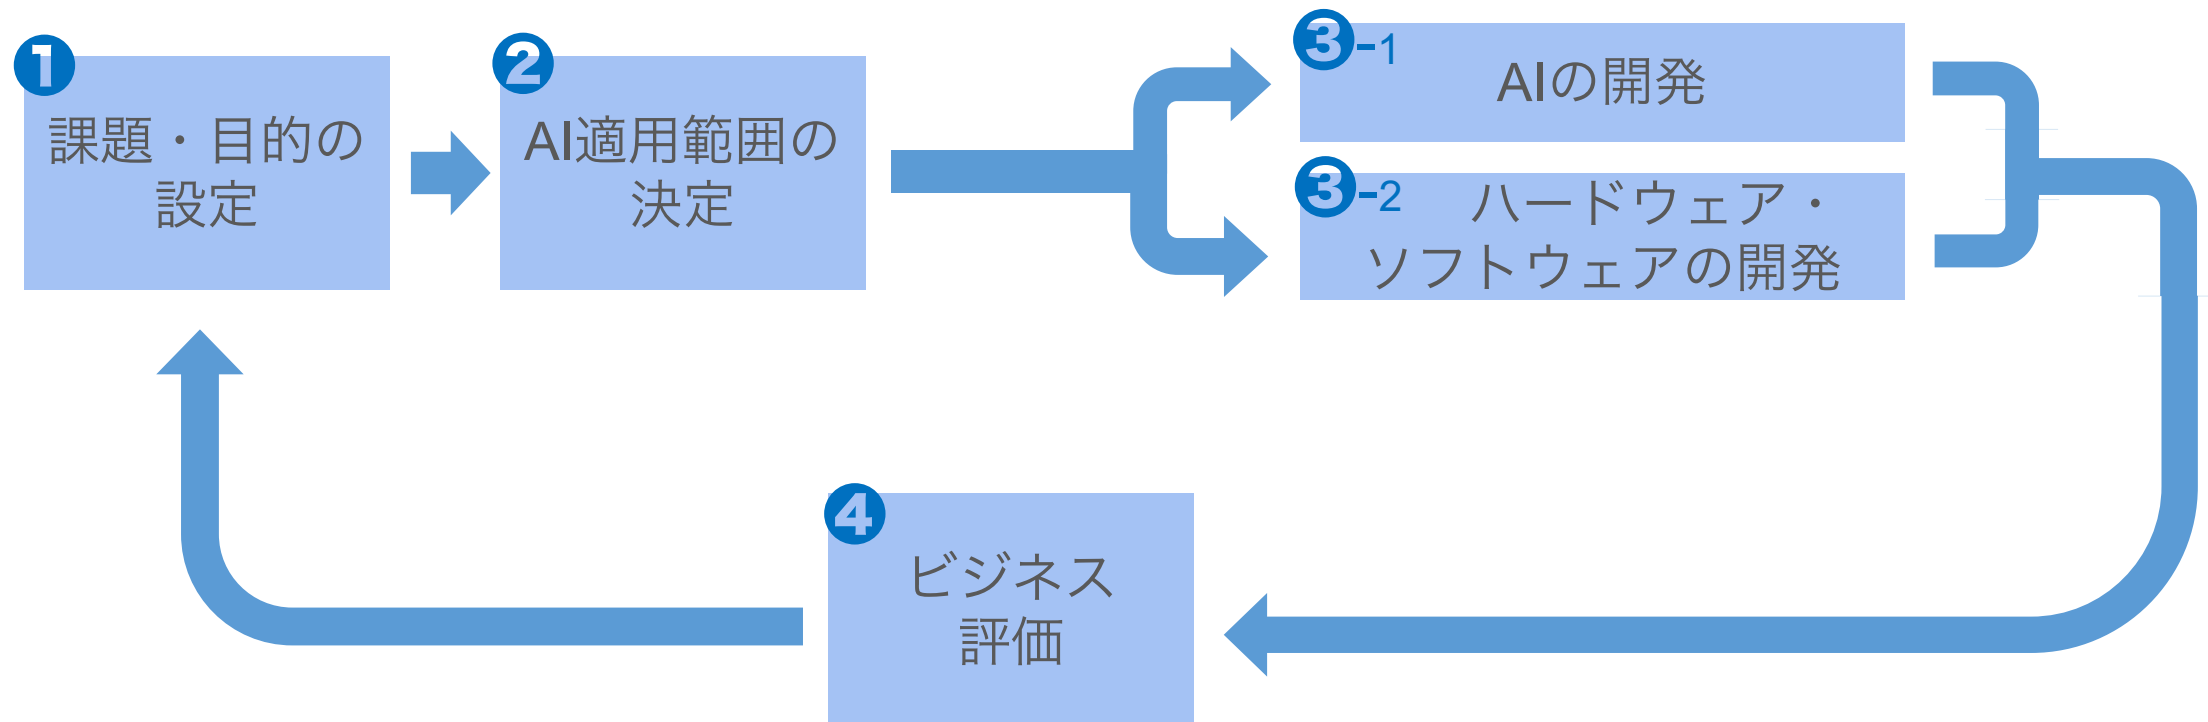 ❶
課題・目的の
設定
❷
AI適用範囲の
決定
❸-1
AIの開発
❸-2
ハードウェア・
ソフトウェアの開発
❹
ビジネス
評価